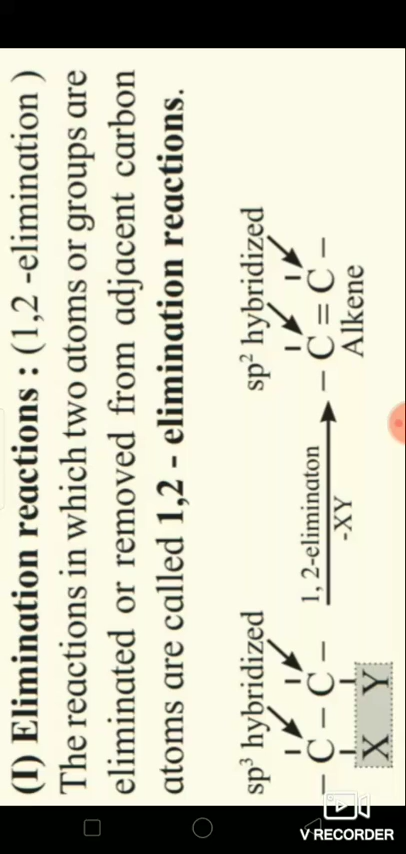 (I) Elimination reactions : (1,2 -elimination )
The reactions in which two atoms or groups are
eliminated or removed from adjacent carbon
atoms are called 1,2 - elimination reactions.
sp³ hybridized
sp² hybridized
– C – C –
X Y
1, 2-eliminaton
-XY
– C = C –
Alkene
V RECORDER